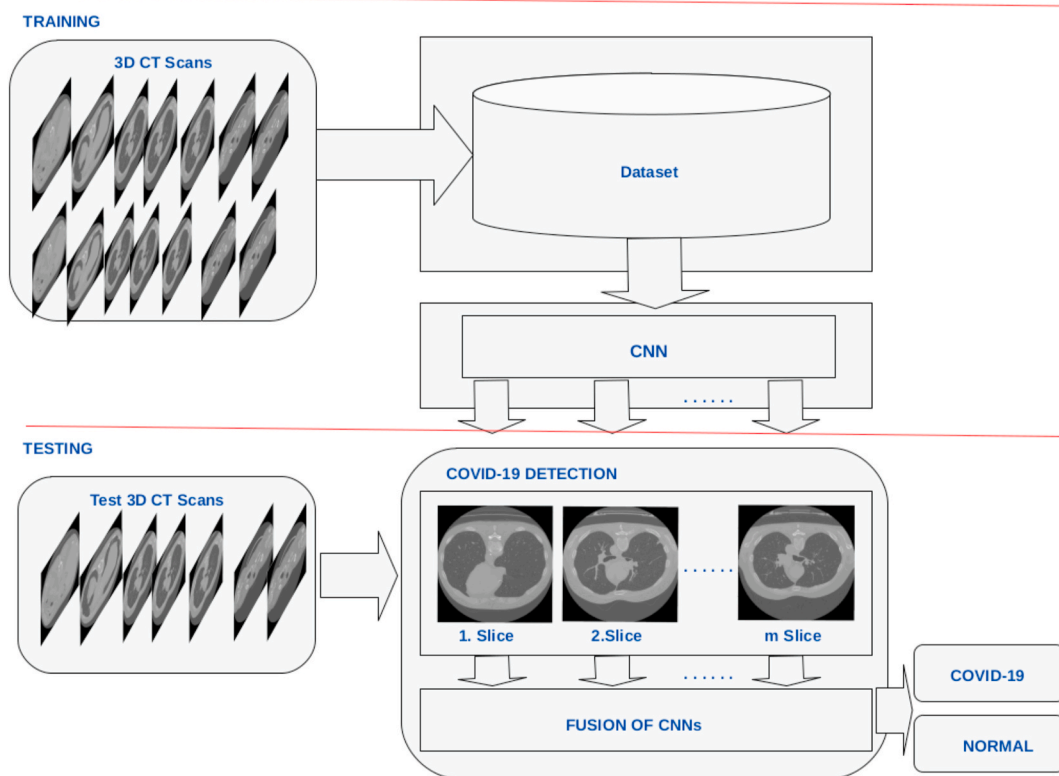 TRAINING
3D CT Scans
Dataset
CNN
......
TESTING
Test 3D CT Scans
COVID-19 DETECTION
......
1. Slice
2.Slice
m Slice
......
FUSION OF CNNs
COVID-19
NORMAL